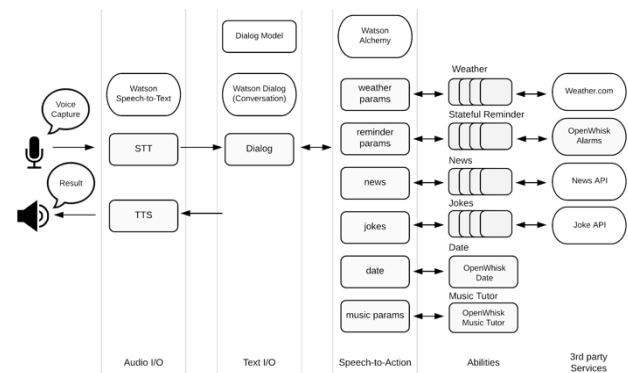 Dialog Model
Watson
Alchemy
Voice
Capture
Watson
Speech-to-Text
Watson Dialog
(Conversation)
Weather
weather
params
Weather.com
Stateful Reminder
STT
Dialog
reminder
params
OpenWhisk
Alarms
News
Result
news
News API
Jokes
TTS
jokes
Joke API
Date
date
OpenWhisk
Date
Music Tutor
music params
OpenWhisk
Music Tutor
Audio I/O
Text I/O
Speech-to-Action
Abilities
3rd party
Services